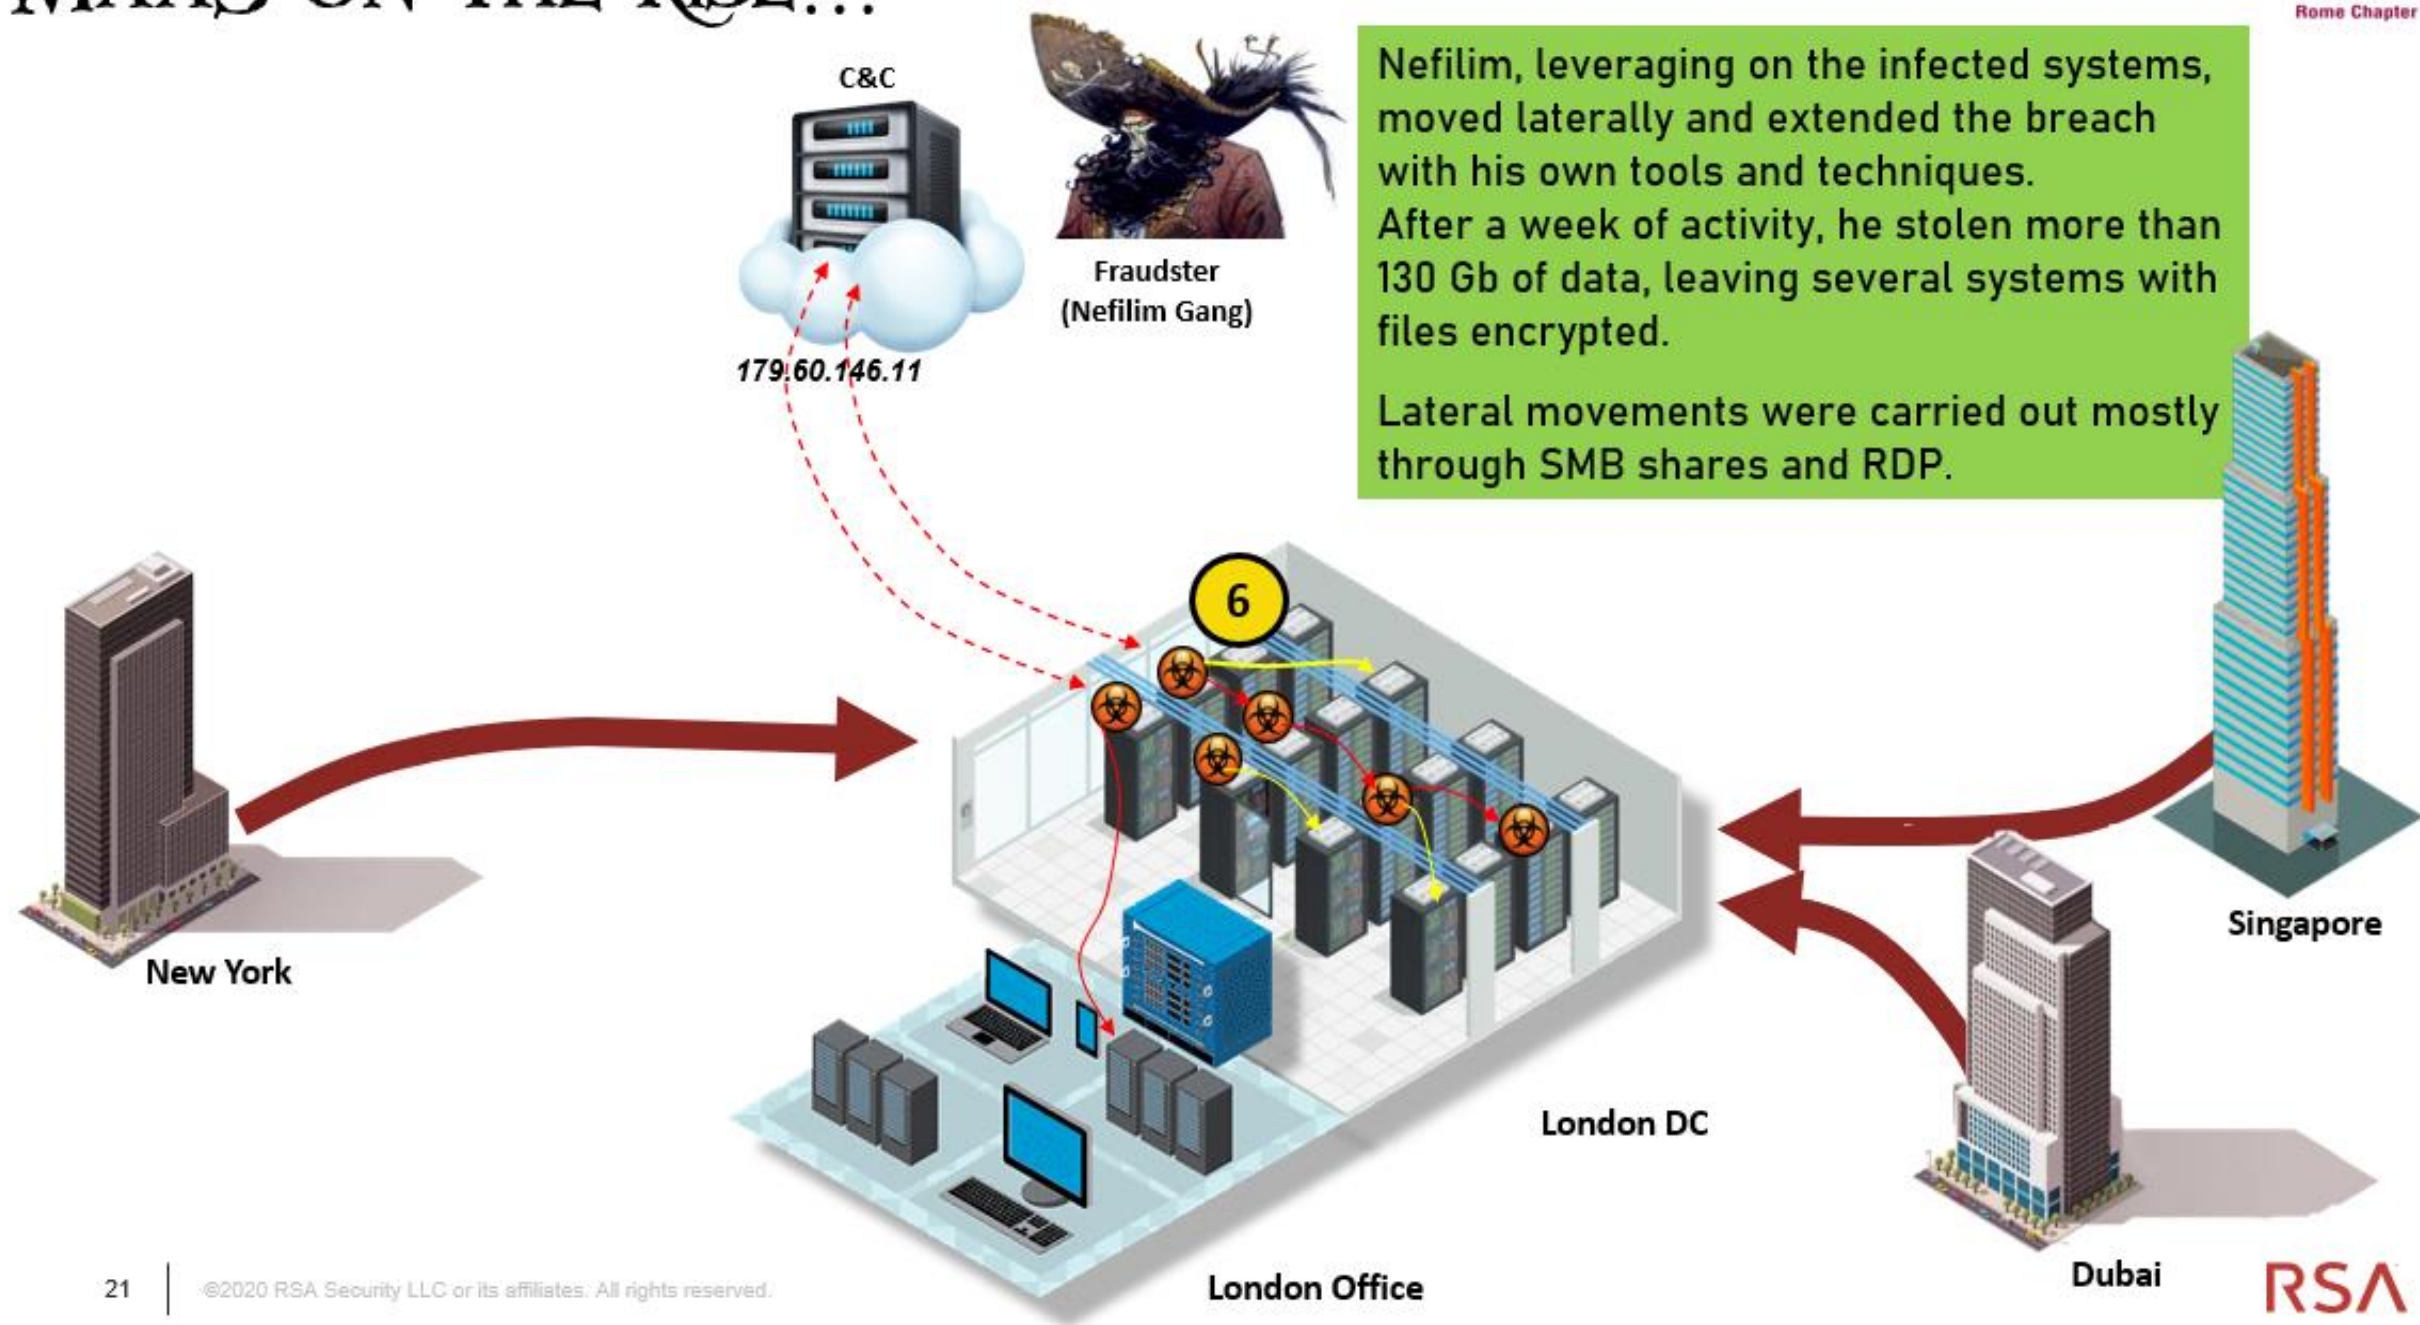 MAAS ON THE RISE...
Rome Chapter
C&C
Nefilim, leveraging on the infected systems,
moved laterally and extended the breach
with his own tools and techniques.
After a week of activity, he stolen more than
130 Gb of data, leaving several systems with
files encrypted.
Lateral movements were carried out mostly
through SMB shares and RDP.
Fraudster
(Nefilim Gang)
179.60.146.11
6
New York
Singapore
London DC
London Office
Dubai
21
©2020 RSA Security LLC or its affiliates. All rights reserved.
RSA